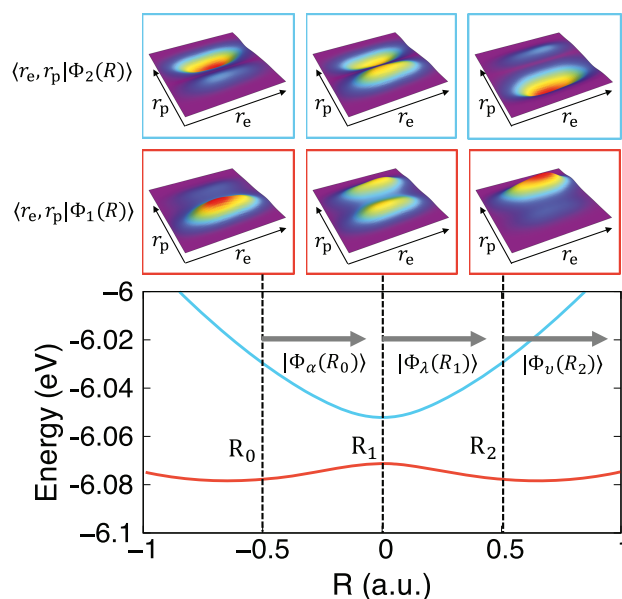 ⟨r_e, r_p|Φ_2(R)⟩
r_p r_e
r_p r_e
r_p r_e
⟨r_e, r_p|Φ_1(R)⟩
r_p r_e
r_p r_e
r_p r_e
-6
-6.02
|Φ_α(R_0)⟩ |Φ_λ(R_1)⟩ |Φ_υ(R_2)⟩
-6.04
-6.06
R_0 R_1 R_2
-6.08
-6.1
Energy (eV)
-1 -0.5 0 0.5 1
R (a.u.)